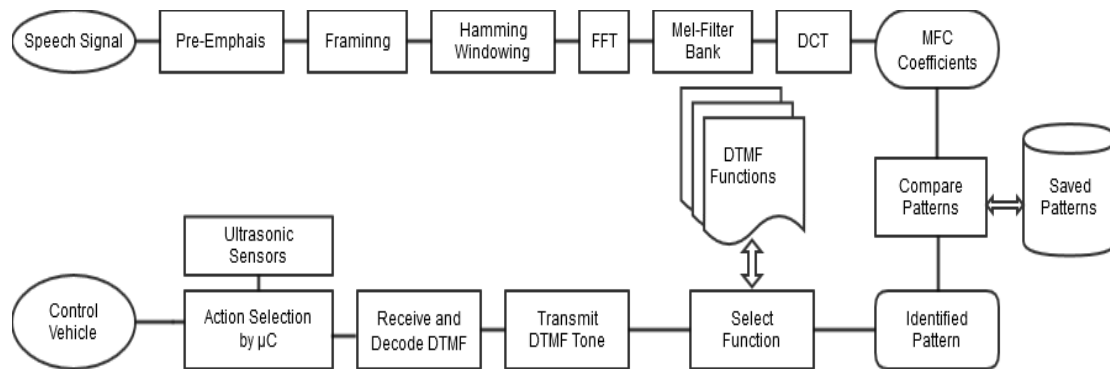 Speech Signal
Pre-Emphais
Framinng
Hamming
Windowing
FFT
Mel-Filter
Bank
DCT
MFC
Coefficients
DTMF
Functions
Compare
Patterns
Saved
Patterns
Ultrasonic
Sensors
Control
Vehicle
Action Selection
by µC
Receive and
Decode DTMF
Transmit
DTMF Tone
Select
Function
Identified
Pattern